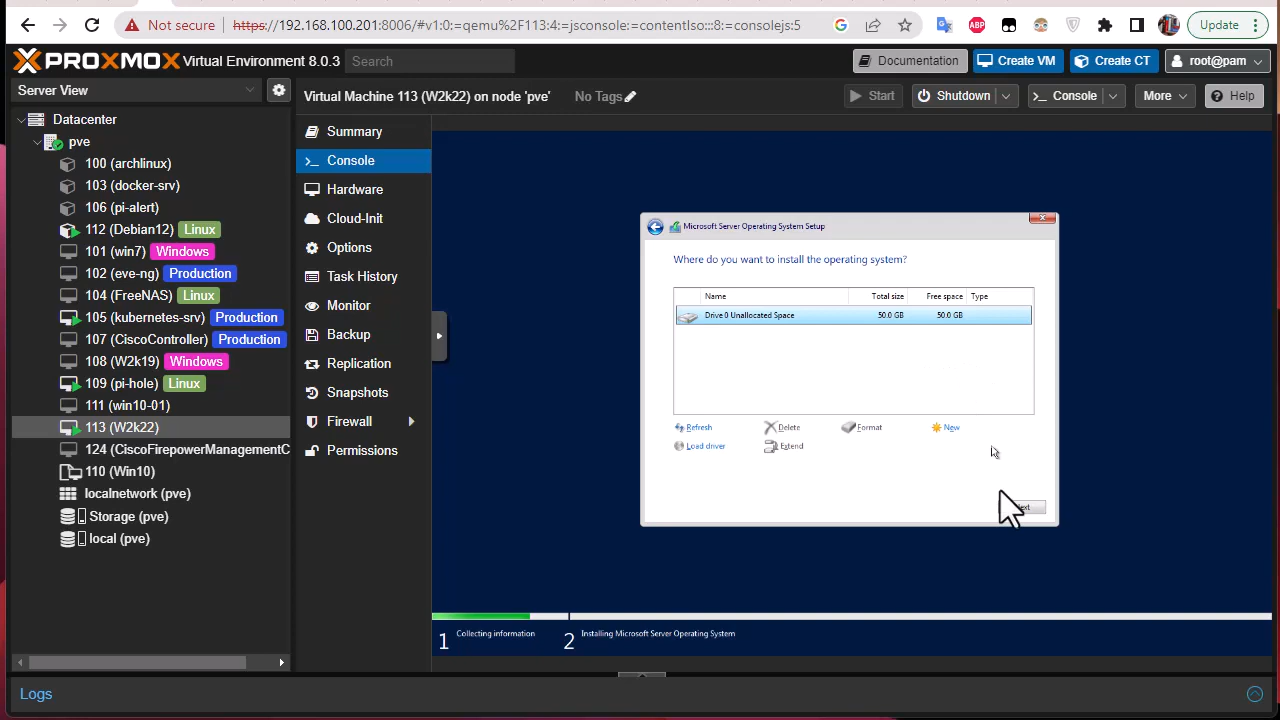 Not secure https://192.168.100.201:8006/#v1:0:=qemu%2F113:4:=jsconsole:=contentIso:::8:=consolejs:5
ABP
Update
PROXMOX Virtual Environment 8.0.3 Search
Documentation Create VM Create CT root@pam
Server View
Virtual Machine 113 (W2k22) on node 'pve' No Tags
Start Shutdown Console More Help
Datacenter
pve
100 (archlinux)
103 (docker-srv)
106 (pi-alert)
112 (Debian12) Linux
101 (win7) Windows
102 (eve-ng) Production
104 (FreeNAS) Linux
105 (kubernetes-srv) Production
107 (CiscoController) Production
108 (W2k19) Windows
109 (pi-hole) Linux
111 (win10-01)
113 (W2k22)
124 (CiscoFirepowerManagementC
110 (Win10)
localnetwork (pve)
Storage (pve)
local (pve)
Summary
Console
Hardware
Cloud-Init
Options
Task History
Monitor
Backup
Replication
Snapshots
Firewall
Permissions
Microsoft Server Operating System Setup
Where do you want to install the operating system?
Name Total size Free space Type
Drive 0 Unallocated Space 50.0 GB 50.0 GB
Refresh Delete Format New
Load driver Extend
1 Collecting information 2 Installing Microsoft Server Operating System
Logs